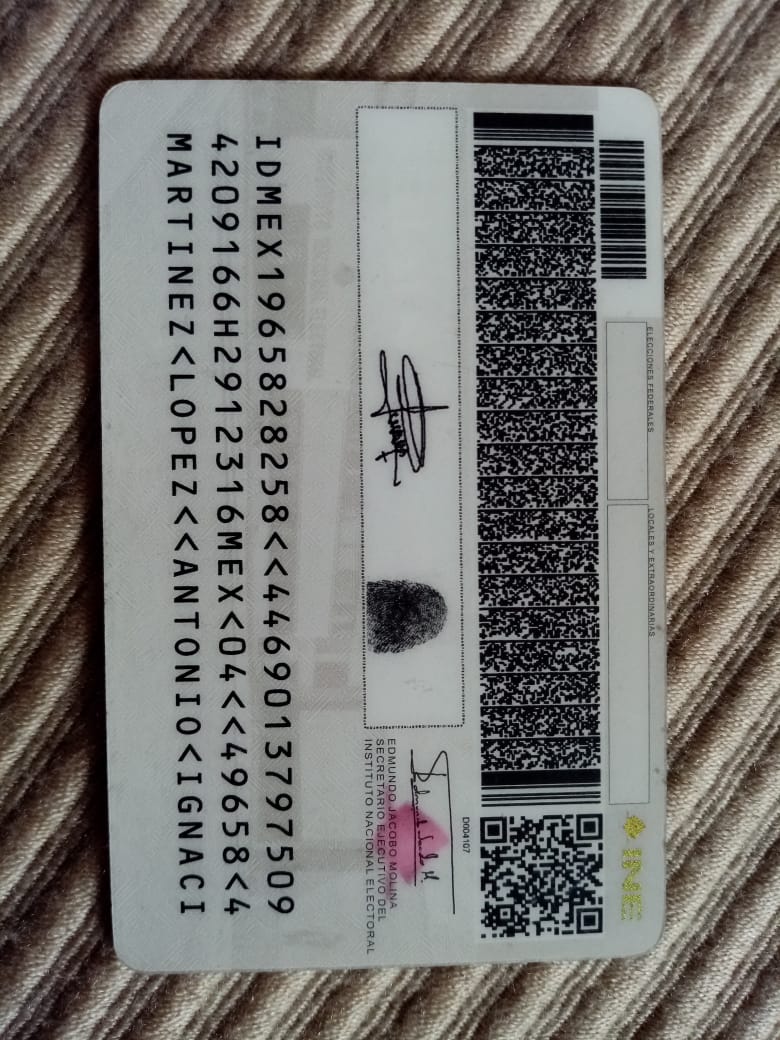 ELECCIONES FEDERALES
LOCALES Y EXTRAORDINARIAS
INE
D004107
EDMUNDO JACOBO MOLINA
SECRETARIO EJECUTIVO DEL
INSTITUTO NACIONAL ELECTORAL
IDMEX1965828258<<4469013797509
4209166H2912316MEX<04<<49658<4
MARTINEZ<LOPEZ<<ANTONIO<IGNACI